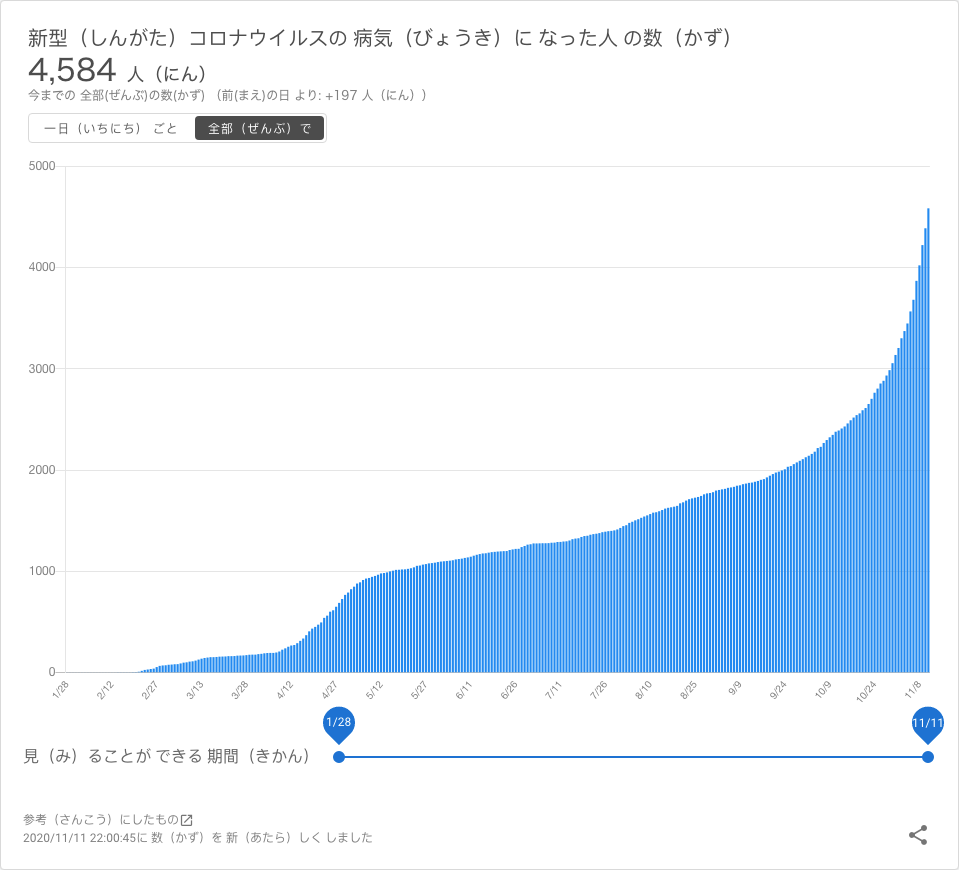 新型（しんがた）コロナウイルスの 病気（びょうき）に なった人 の数（かず）
4,584 人（にん）
今までの 全部(ぜんぶ)の数(かず) （前(まえ)の日 より: +197 人（にん））
一日（いちにち） ごと 全部（ぜんぶ）で
5000
4000
3000
2000
1000
0
1/28 2/12 2/27 3/13 3/28 4/12 4/27 5/12 5/27 6/11 6/26 7/11 7/26 8/10 8/25 9/9 9/24 10/9 10/24 11/8
1/28 11/11
見（み）ることが できる 期間（きかん）
参考（さんこう）にしたもの
2020/11/11 22:00:45に 数（かず）を 新（あたら）しく しました